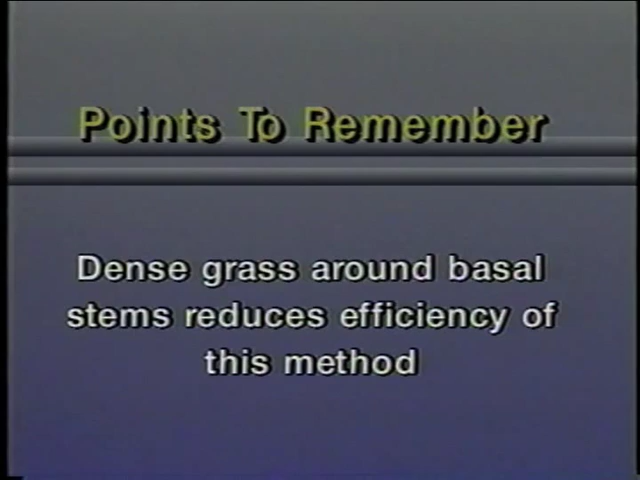 Points To Remember
Dense grass around basal
stems reduces efficiency of
this method